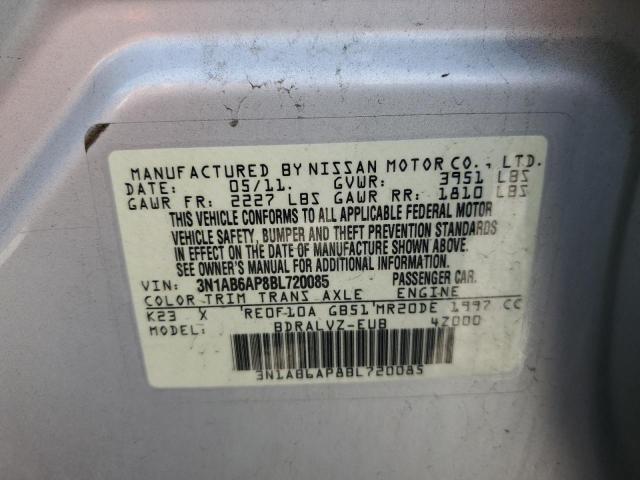 MANUFACTURED BY NISSAN MOTOR CO., LTD.
DATE: 05/11. GVWR: 3951 LBS
GAWR FR: 2227 LBS GAWR RR: 1810 LBS
THIS VEHICLE CONFORMS TO ALL APPLICABLE FEDERAL MOTOR
VEHICLE SAFETY, BUMPER AND THEFT PREVENTION STANDARDS
IN EFFECT ON THE DATE OF MANUFACTURE SHOWN ABOVE.
SEE OWNER'S MANUAL FOR ADDITIONAL INFORMATION.
VIN: 3N1AB6AP8BL720085 PASSENGER CAR.
COLOR TRIM TRANS AXLE ENGINE
K23 X 'RE0F10A GB51'MR20DE 1997 CC
MODEL: BDRALVZ-EUB 4Z000
3N1AB6AP8BL720085